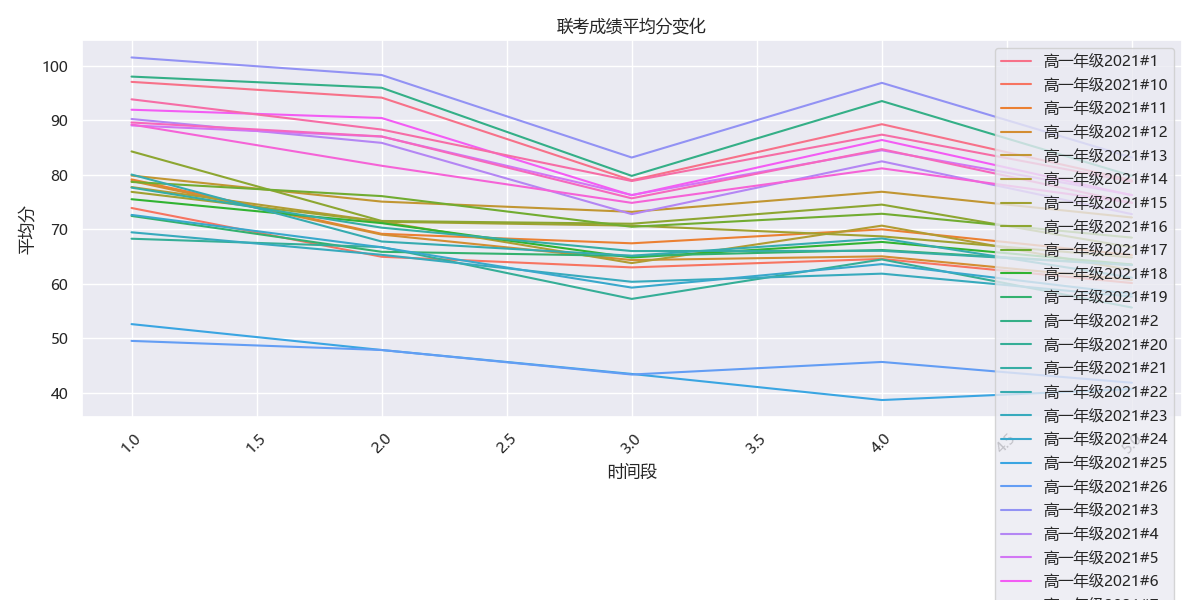 联考成绩平均分变化
平均分
100
90
80
70
60
50
40
1.0
1.5
2.0
2.5
3.0
3.5
4.0
4.5
时间段
高一年级2021#1
高一年级2021#10
高一年级2021#11
高一年级2021#12
高一年级2021#13
高一年级2021#14
高一年级2021#15
高一年级2021#16
高一年级2021#17
高一年级2021#18
高一年级2021#19
高一年级2021#2
高一年级2021#20
高一年级2021#21
高一年级2021#22
高一年级2021#23
高一年级2021#24
高一年级2021#25
高一年级2021#26
高一年级2021#3
高一年级2021#4
高一年级2021#5
高一年级2021#6